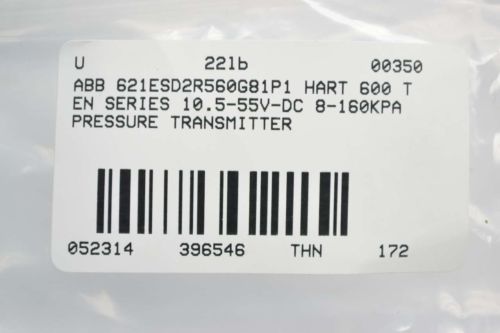 U 22lb 00350
ABB 621ESD2R560G81P1 HART 600 T
EN SERIES 10.5-55V-DC 8-160KPA
PRESSURE TRANSMITTER
052314 396546 THN 172